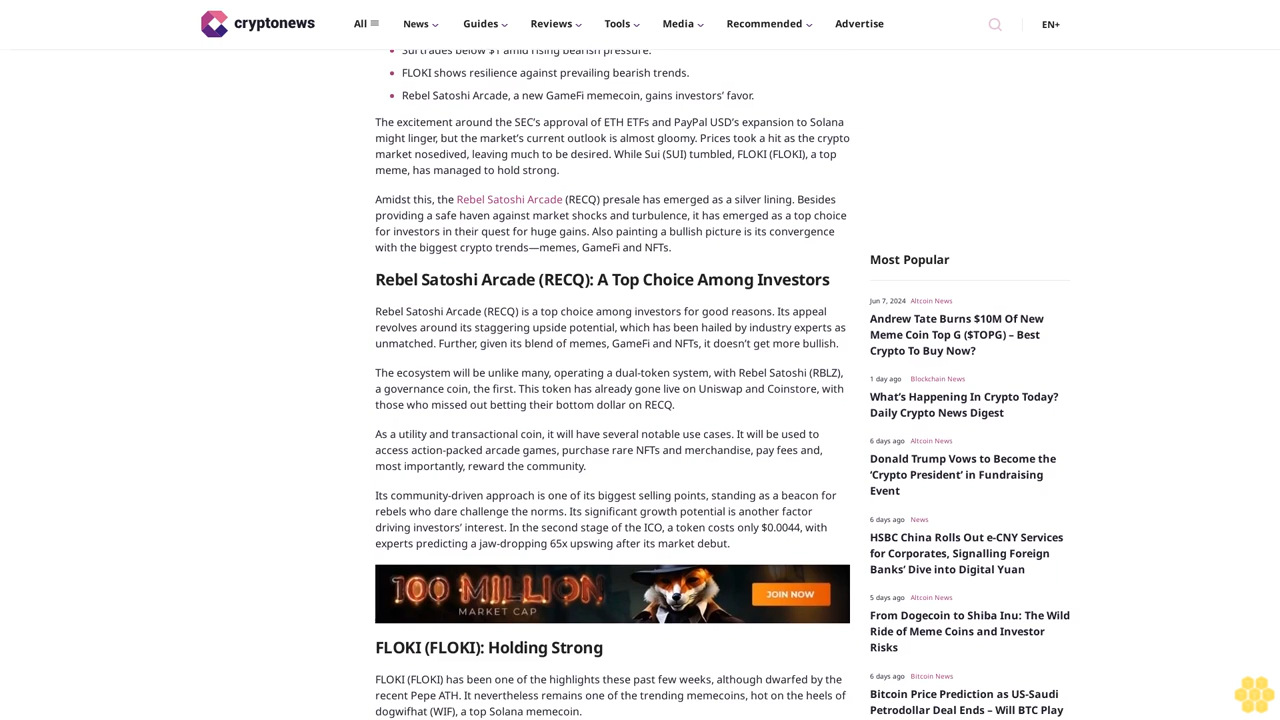 cryptonews
All
News
Guides
Reviews
Tools
Media
Recommended
Advertise
EN+
Sui trades below $1 amid rising bearish pressure.
FLOKI shows resilience against prevailing bearish trends.
Rebel Satoshi Arcade, a new GameFi memecoin, gains investors’ favor.
The excitement around the SEC’s approval of ETH ETFs and PayPal USD’s expansion to Solana
might linger, but the market’s current outlook is almost gloomy. Prices took a hit as the crypto
market nosedived, leaving much to be desired. While Sui (SUI) tumbled, FLOKI (FLOKI), a top
meme, has managed to hold strong.
Amidst this, the Rebel Satoshi Arcade (RECQ) presale has emerged as a silver lining. Besides
providing a safe haven against market shocks and turbulence, it has emerged as a top choice
for investors in their quest for huge gains. Also painting a bullish picture is its convergence
with the biggest crypto trends—memes, GameFi and NFTs.
Rebel Satoshi Arcade (RECQ): A Top Choice Among Investors
Rebel Satoshi Arcade (RECQ) is a top choice among investors for good reasons. Its appeal
revolves around its staggering upside potential, which has been hailed by industry experts as
unmatched. Further, given its blend of memes, GameFi and NFTs, it doesn’t get more bullish.
The ecosystem will be unlike many, operating a dual-token system, with Rebel Satoshi (RBLZ),
a governance coin, the first. This token has already gone live on Uniswap and Coinstore, with
those who missed out betting their bottom dollar on RECQ.
As a utility and transactional coin, it will have several notable use cases. It will be used to
access action-packed arcade games, purchase rare NFTs and merchandise, pay fees and,
most importantly, reward the community.
Its community-driven approach is one of its biggest selling points, standing as a beacon for
rebels who dare challenge the norms. Its significant growth potential is another factor
driving investors’ interest. In the second stage of the ICO, a token costs only $0.0044, with
experts predicting a jaw-dropping 65x upswing after its market debut.
100 MILLION
MARKET CAP
JOIN NOW
FLOKI (FLOKI): Holding Strong
FLOKI (FLOKI) has been one of the highlights these past few weeks, although dwarfed by the
recent Pepe ATH. It nevertheless remains one of the trending memecoins, hot on the heels of
dogwifhat (WIF), a top Solana memecoin.
Most Popular
Jun 7, 2024 Altcoin News
Andrew Tate Burns $10M Of New
Meme Coin Top G ($TOPG) – Best
Crypto To Buy Now?
1 day ago Blockchain News
What’s Happening In Crypto Today?
Daily Crypto News Digest
6 days ago Altcoin News
Donald Trump Vows to Become the
‘Crypto President’ in Fundraising
Event
6 days ago News
HSBC China Rolls Out e-CNY Services
for Corporates, Signalling Foreign
Banks’ Dive into Digital Yuan
5 days ago Altcoin News
From Dogecoin to Shiba Inu: The Wild
Ride of Meme Coins and Investor
Risks
6 days ago Bitcoin News
Bitcoin Price Prediction as US-Saudi
Petrodollar Deal Ends – Will BTC Play